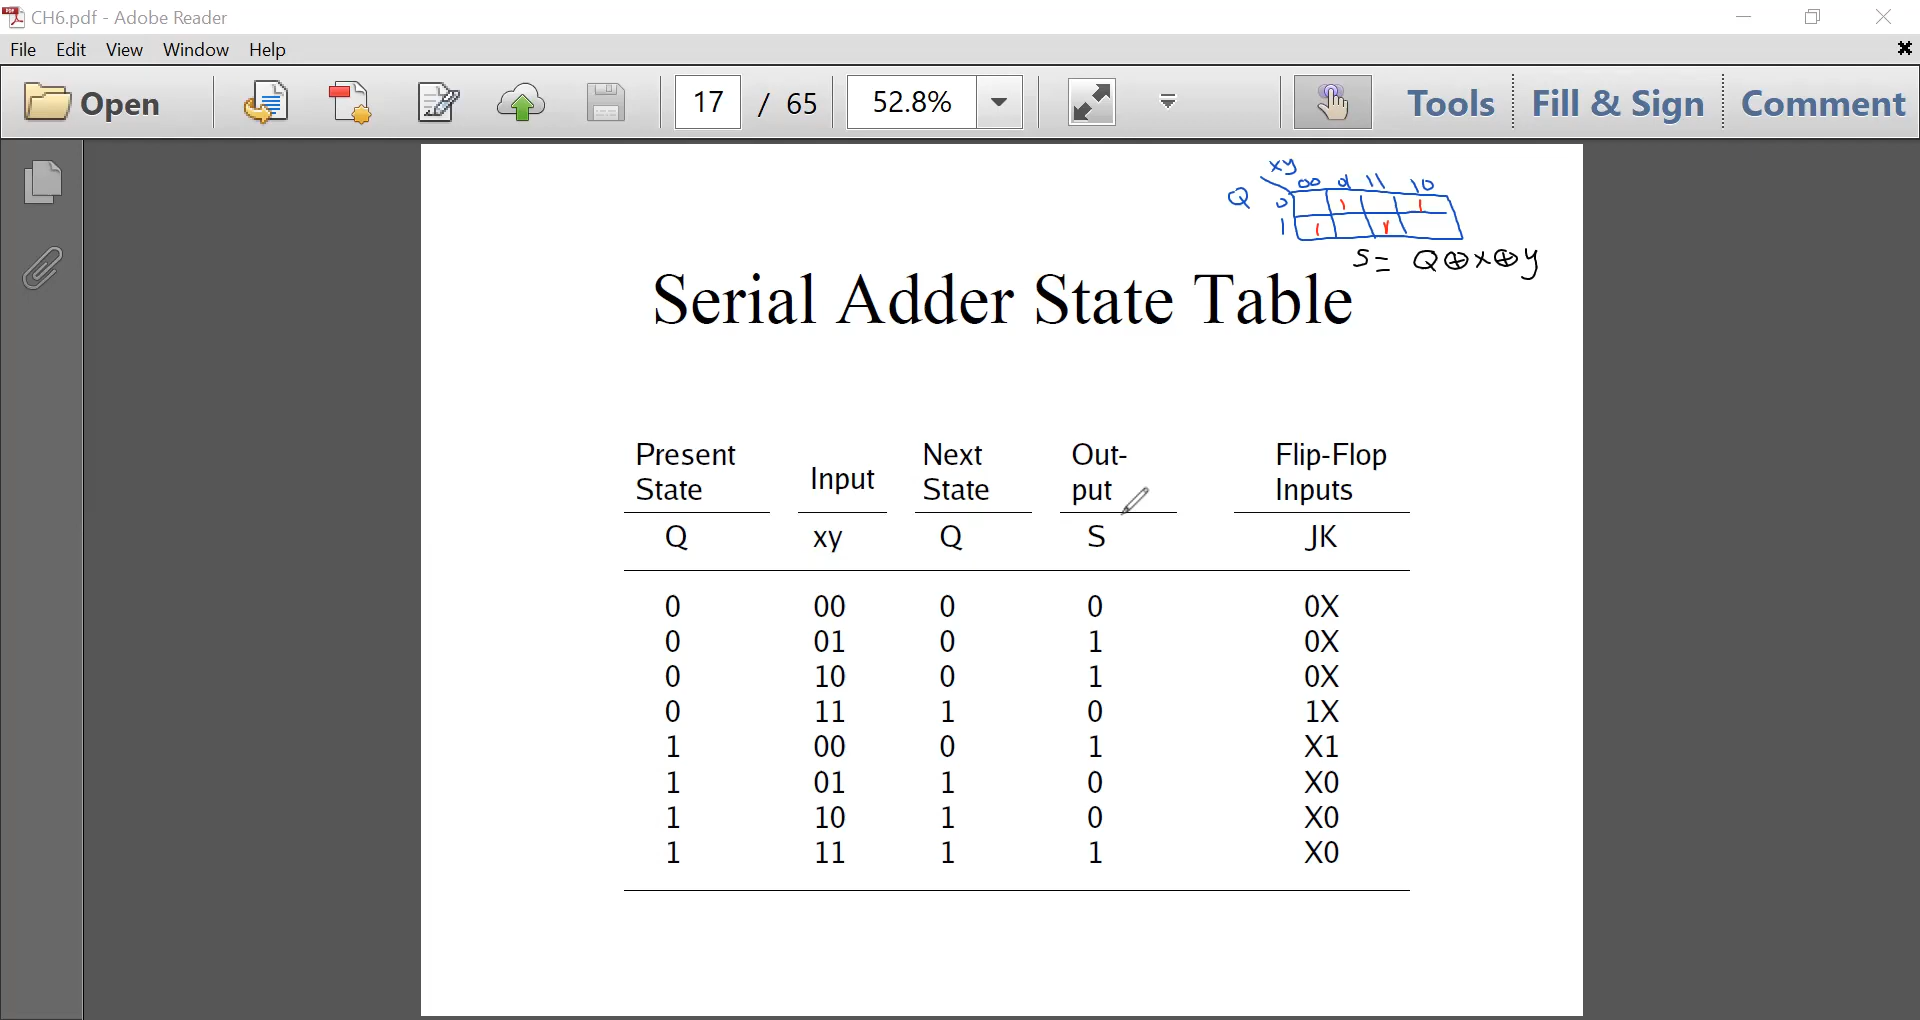 CH6.pdf - Adobe Reader
File Edit View Window Help
Open 17 / 65 52.8% Tools Fill & Sign Comment
xy
Q 00 01 11 10
0 1 1
1 1 1
S = Q⊕x⊕y
Serial Adder State Table
Present State Input Next State Out-put Flip-Flop Inputs
Q xy Q S JK
0 00 0 0 0X
0 01 0 1 0X
0 10 0 1 0X
0 11 1 0 1X
1 00 0 1 X1
1 01 1 0 X0
1 10 1 0 X0
1 11 1 1 X0